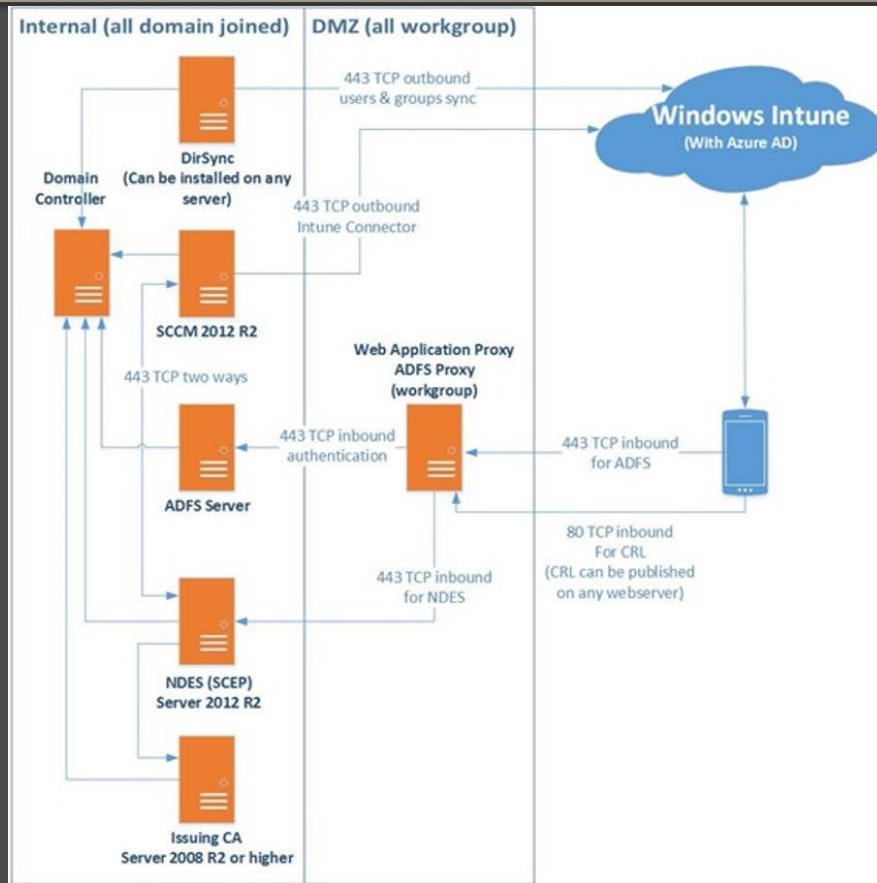 Internal (all domain joined)
DMZ (all workgroup)
443 TCP outbound
users & groups sync
Windows Intune
(With Azure AD)
DirSync
(Can be installed on any
server)
Domain
Controller
443 TCP outbound
Intune Connector
SCCM 2012 R2
Web Application Proxy
ADFS Proxy
(workgroup)
443 TCP two ways
443 TCP inbound
authentication
443 TCP inbound
for ADFS
ADFS Server
80 TCP inbound
For CRL
(CRL can be published
on any webserver)
443 TCP inbound
for NDES
NDES (SCEP)
Server 2012 R2
Issuing CA
Server 2008 R2 or higher